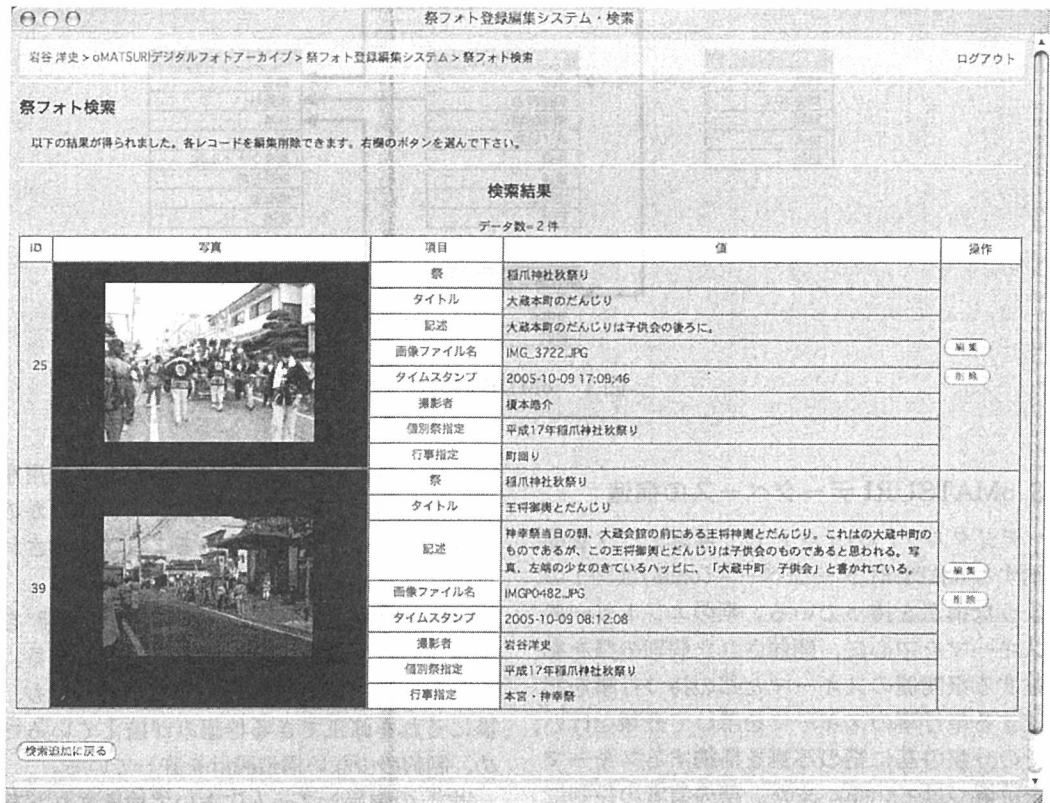 祭フォト登録編集システム・検索
岩谷 洋史 > oMATSURIデジタルフォトアーカイブ > 祭フォト登録編集システム > 祭フォト検索
ログアウト
祭フォト検索
以下の結果が得られました。各レコードを編集削除できます。右欄のボタンを選んで下さい。
検索結果
データ数= 2 件
ID 写真 項目 値 操作
25
祭 稲爪神社秋祭り
タイトル 大蔵本町のだんじり
記述 大蔵本町のだんじりは子供会の後ろに。
画像ファイル名 IMG_3722.JPG
タイムスタンプ 2005-10-09 17:09:46
撮影者 榎本皓介
個別祭指定 平成17年稲爪神社秋祭り
行事指定 町回り
編集
削除
39
祭 稲爪神社秋祭り
タイトル 王将御輿とだんじり
記述 神幸祭当日の朝、大蔵会館の前にある王将神輿とだんじり。これはの大蔵中町の
ものであるが、この王将御輿とだんじりは子供会のものであると思われる。写
真、左端の少女のきているハッピに、「大蔵中町 子供会」と書かれている。
画像ファイル名 IMGP0482.JPG
タイムスタンプ 2005-10-09 08:12:08
撮影者 岩谷洋史
個別祭指定 平成17年稲爪神社秋祭り
行事指定 本宮・神幸祭
編集
削除
検索追加に戻る